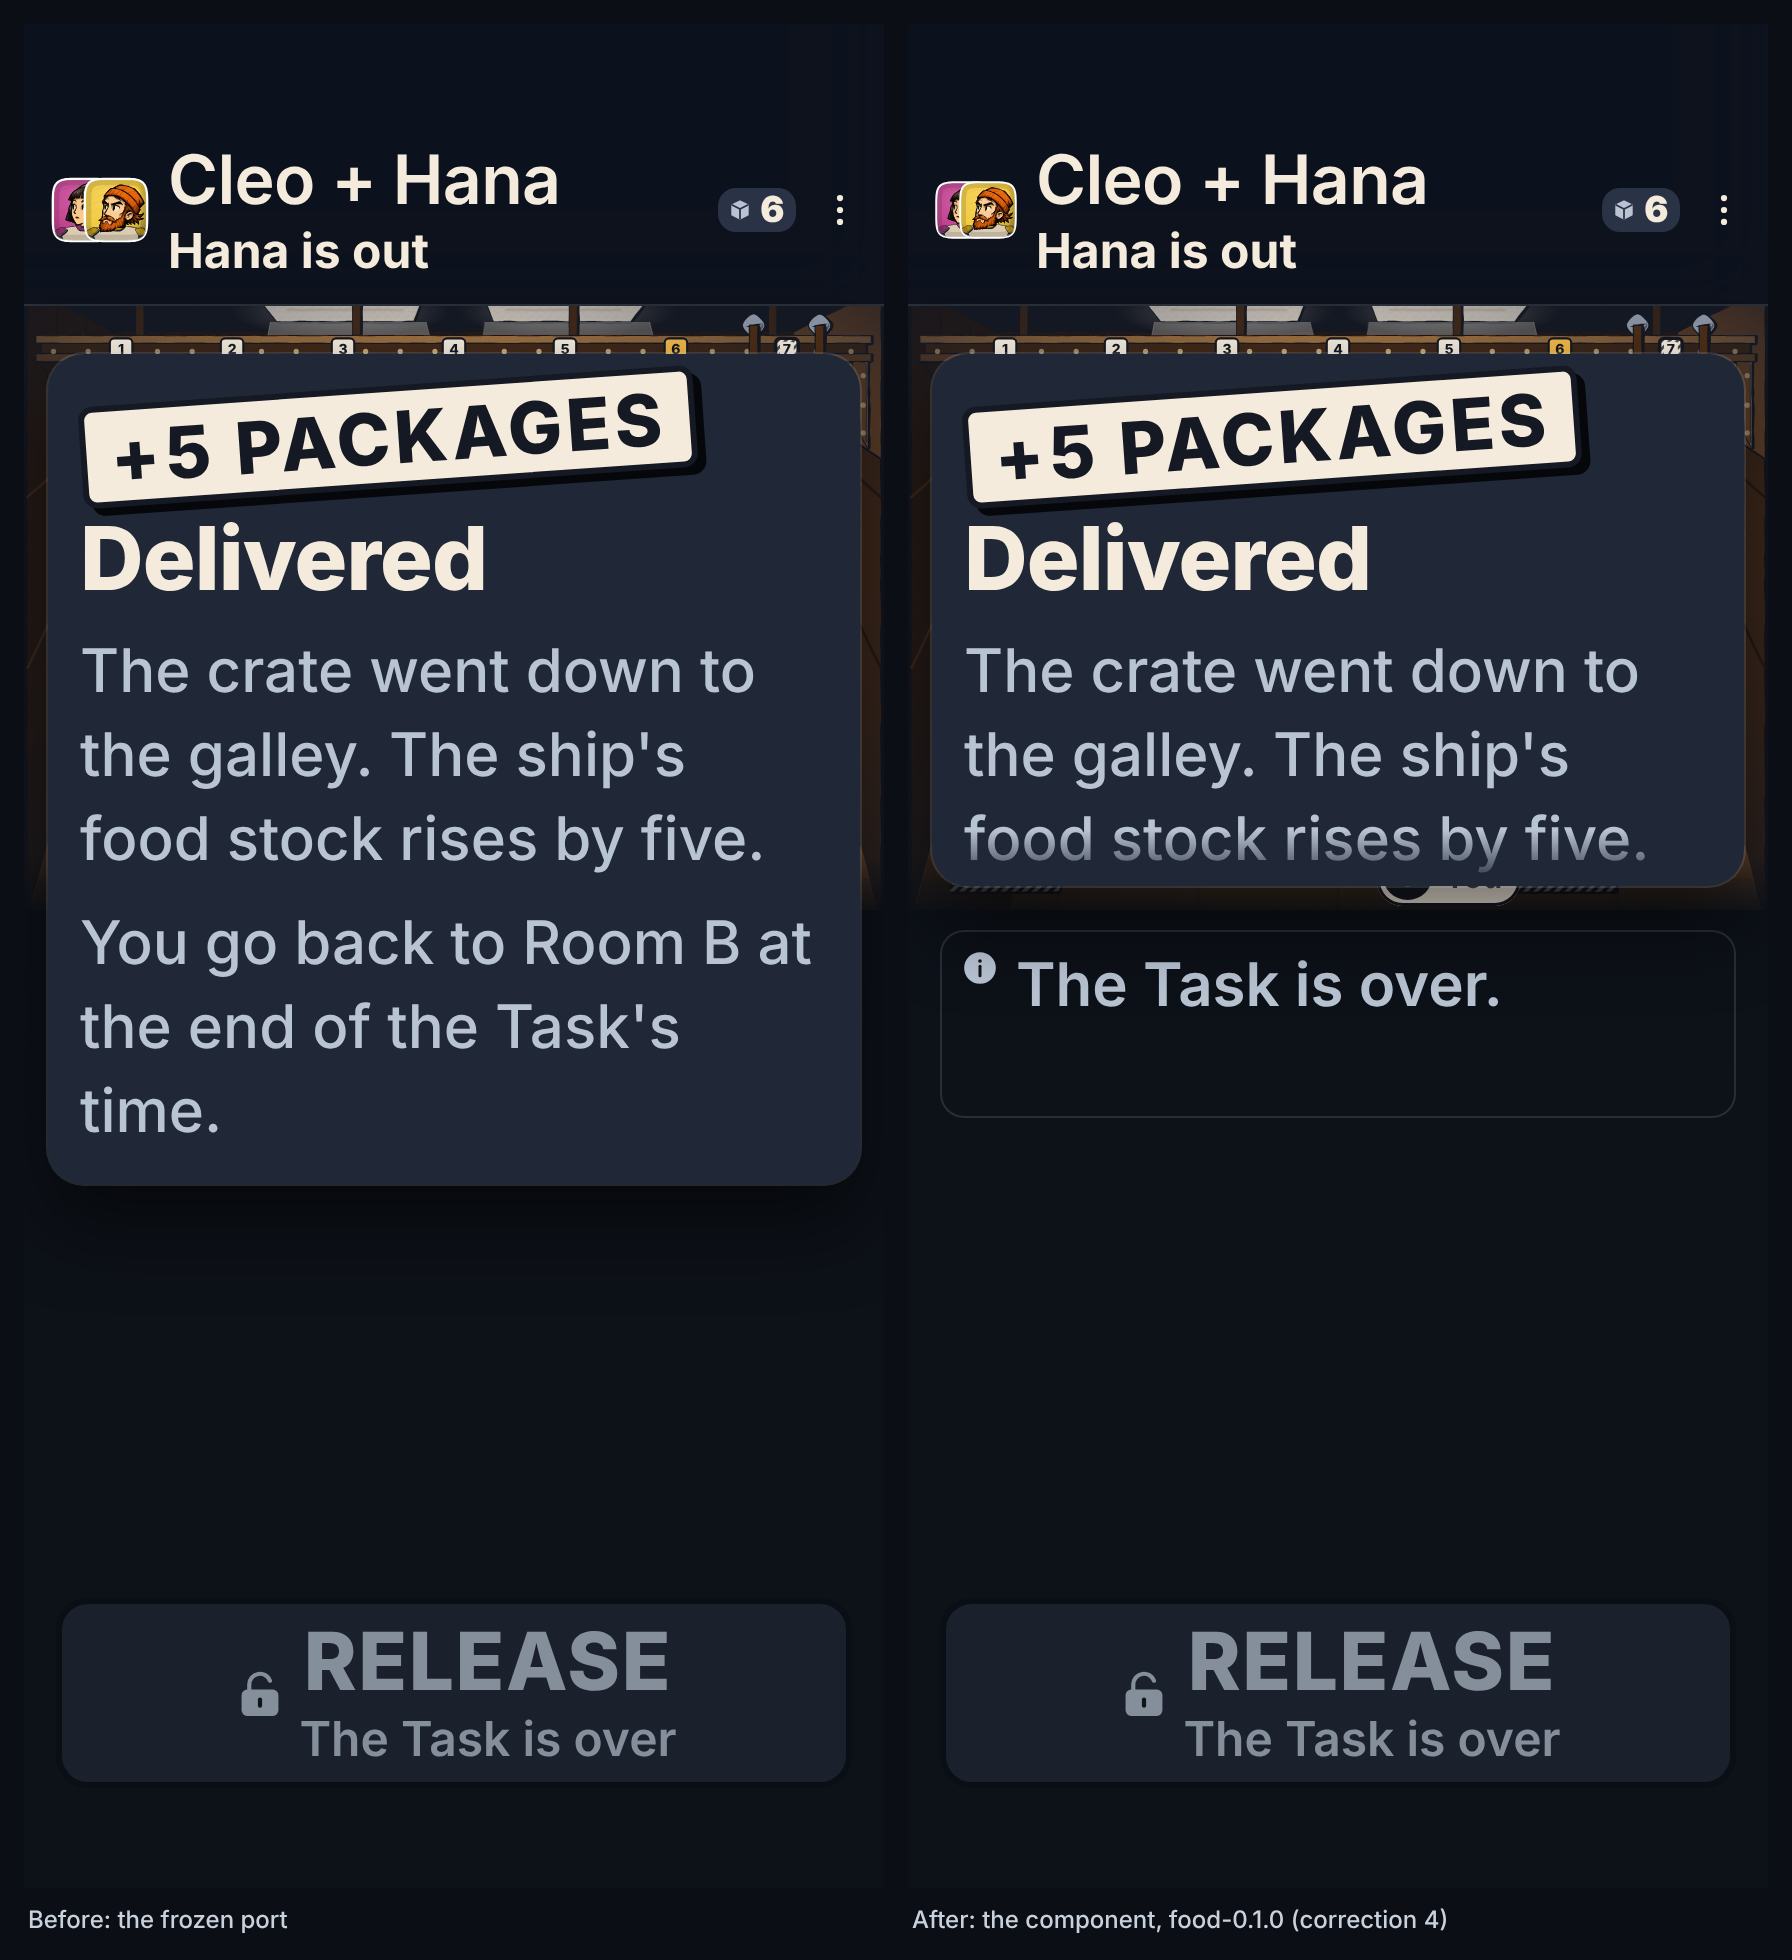 Cleo + Hana
Hana is out
6
1 2 3 4 5 6 7
+5 PACKAGES
Delivered
The crate went down to
the galley. The ship's
food stock rises by five.
You go back to Room B at
the end of the Task's
time.
RELEASE
The Task is over
Before: the frozen port
Cleo + Hana
Hana is out
6
1 2 3 4 5 6 7
+5 PACKAGES
Delivered
The crate went down to
the galley. The ship's
food stock rises by five.
The Task is over.
RELEASE
The Task is over
After: the component, food-0.1.0 (correction 4)